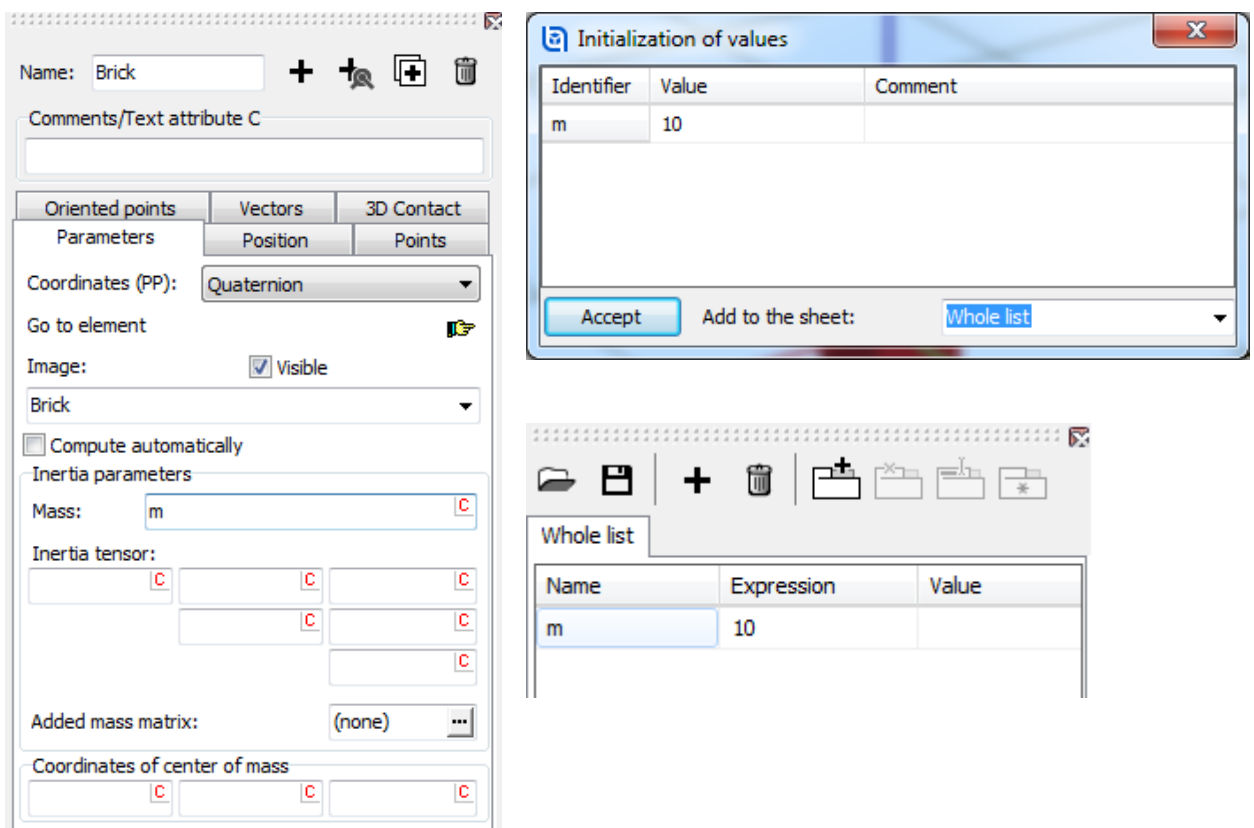 Name: Brick
Comments/Text attribute C
Oriented points Vectors 3D Contact
Parameters Position Points
Coordinates (PP): Quaternion
Go to element
Image: Visible
Brick
Compute automatically
Inertia parameters
Mass: m C
Inertia tensor:
C C C
C C
C
Added mass matrix: (none) ...
Coordinates of center of mass
C C C
Initialization of values
Identifier Value Comment
m 10
Accept Add to the sheet: Whole list
Whole list
Name Expression Value
m 10